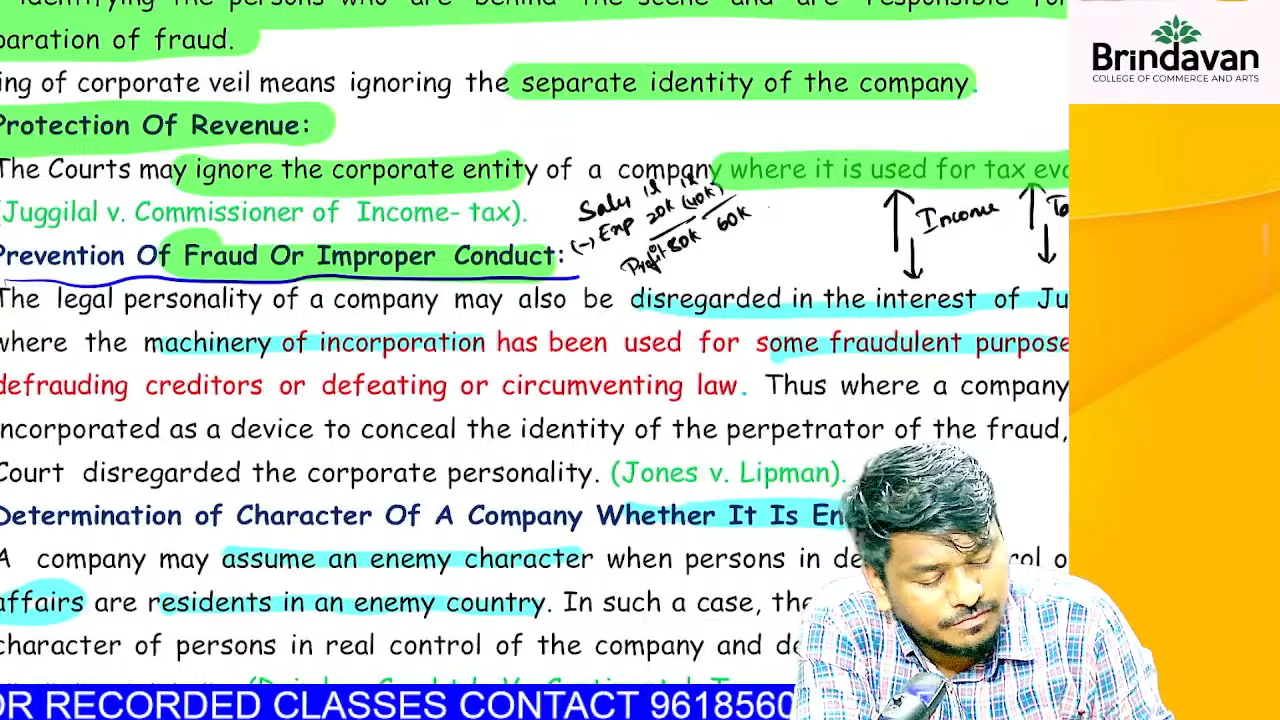 identifying the persons who are behind the scene and are responsible for
paration of fraud.
ing of corporate veil means ignoring the separate identity of the company.
Protection Of Revenue:
The Courts may ignore the corporate entity of a company where it is used for tax eva
(Juggilal v. Commissioner of Income- tax).
Sales 1L 1L
(-) Exp 20K (40K)
Profit 80K 60K
Income
Prevention Of Fraud Or Improper Conduct:
The legal personality of a company may also be disregarded in the interest of Ju
where the machinery of incorporation has been used for some fraudulent purpose
defrauding creditors or defeating or circumventing law. Thus where a company
incorporated as a device to conceal the identity of the perpetrator of the fraud,
Court disregarded the corporate personality. (Jones v. Lipman).
Determination of Character Of A Company Whether It Is En
A company may assume an enemy character when persons in de
affairs are residents in an enemy country. In such a case, the
character of persons in real control of the company and de
OR RECORDED CLASSES CONTACT 9618560
Brindavan
COLLEGE OF COMMERCE AND ARTS